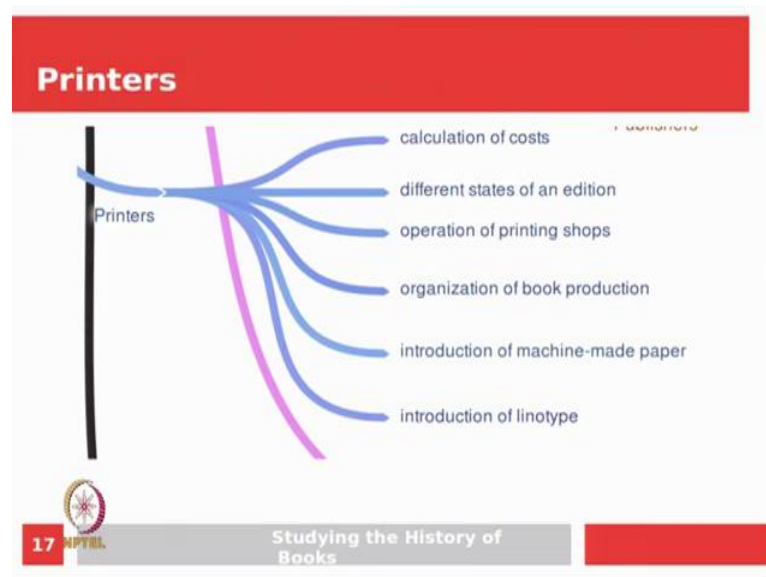 Printers
Publishers
calculation of costs
different states of an edition
Printers
operation of printing shops
organization of book production
introduction of machine-made paper
introduction of linotype
17
NPTEL
Studying the History of
Books